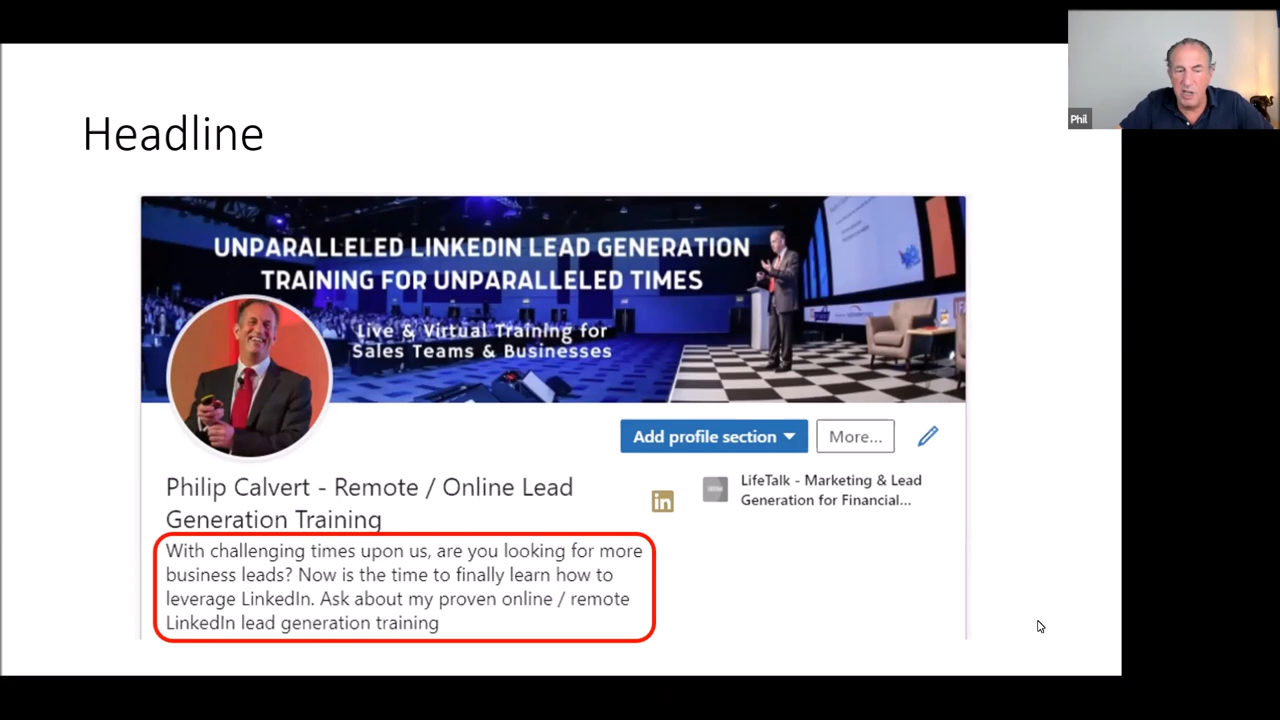 Headline
UNPARALLELED LINKEDIN LEAD GENERATION
TRAINING FOR UNPARALLELED TIMES
Live & Virtual Training for
Sales Teams & Businesses
Add profile section
More...
Philip Calvert - Remote / Online Lead
Generation Training
in
LifeTalk - Marketing & Lead
Generation for Financial...
With challenging times upon us, are you looking for more
business leads? Now is the time to finally learn how to
leverage LinkedIn. Ask about my proven online / remote
LinkedIn lead generation training
Phil